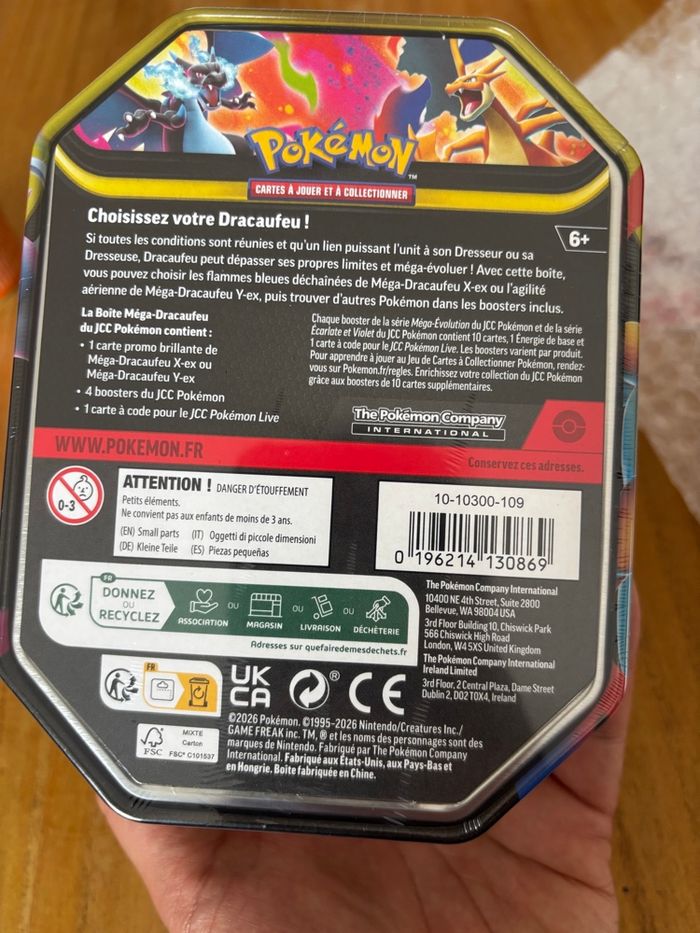 POKéMON
TM
CARTES À JOUER ET À COLLECTIONNER
Choisissez votre Dracaufeu !
6+
Si toutes les conditions sont réunies et qu'un lien puissant l'unit à son Dresseur ou sa
Dresseuse, Dracaufeu peut dépasser ses propres limites et méga-évoluer ! Avec cette boîte,
vous pouvez choisir les flammes bleues déchaînées de Méga-Dracaufeu X-ex ou l'agilité
aérienne de Méga-Dracaufeu Y-ex, puis trouver d'autres Pokémon dans les boosters inclus.
La Boîte Méga-Dracaufeu
du JCC Pokémon contient :
• 1 carte promo brillante de
Méga-Dracaufeu X-ex ou
Méga-Dracaufeu Y-ex
• 4 boosters du JCC Pokémon
• 1 carte à code pour le JCC Pokémon Live
Chaque booster de la série Méga-Évolution du JCC Pokémon et de la série
Écarlate et Violet du JCC Pokémon contient 10 cartes, 1 Énergie de base et
1 carte à code pour le JCC Pokémon Live. Les boosters varient par produit.
Pour apprendre à jouer au Jeu de Cartes à Collectionner Pokémon, rendez-
vous sur Pokemon.fr/regles. Enrichissez votre collection du JCC Pokémon
grâce aux boosters de 10 cartes supplémentaires.
The Pokémon Company
INTERNATIONAL
WWW.POKEMON.FR
Conservez ces adresses.
0-3
ATTENTION ! DANGER D'ÉTOUFFEMENT
Petits éléments.
Ne convient pas aux enfants de moins de 3 ans.
(EN) Small parts (IT) Oggetti di piccole dimensioni
(DE) Kleine Teile (ES) Piezas pequeñas
10-10300-109
0 196214 130869
FR
DONNEZ
OU
RECYCLEZ
ASSOCIATION
OU
MAGASIN
OU
LIVRAISON
OU
DÉCHÈTERIE
Adresses sur quefairedemesdechets.fr
The Pokémon Company International
10400 NE 4th Street, Suite 2800
Bellevue, WA 98004 USA
3rd Floor Building 10, Chiswick Park
566 Chiswick High Road
London, W4 5XS United Kingdom
The Pokémon Company International
Ireland Limited
3rd Floor, 2 Central Plaza, Dame Street
Dublin 2, D02 T0X4, Ireland
FR
UK
CA
®
CE
FSC
MIXTE
Carton
FSC® C101537
©2026 Pokémon. ©1995-2026 Nintendo/Creatures Inc./
GAME FREAK inc. TM, ® et les noms des personnages sont des
marques de Nintendo. Fabriqué par The Pokémon Company
International. Fabriqué aux États-Unis, aux Pays-Bas et
en Hongrie. Boîte fabriquée en Chine.